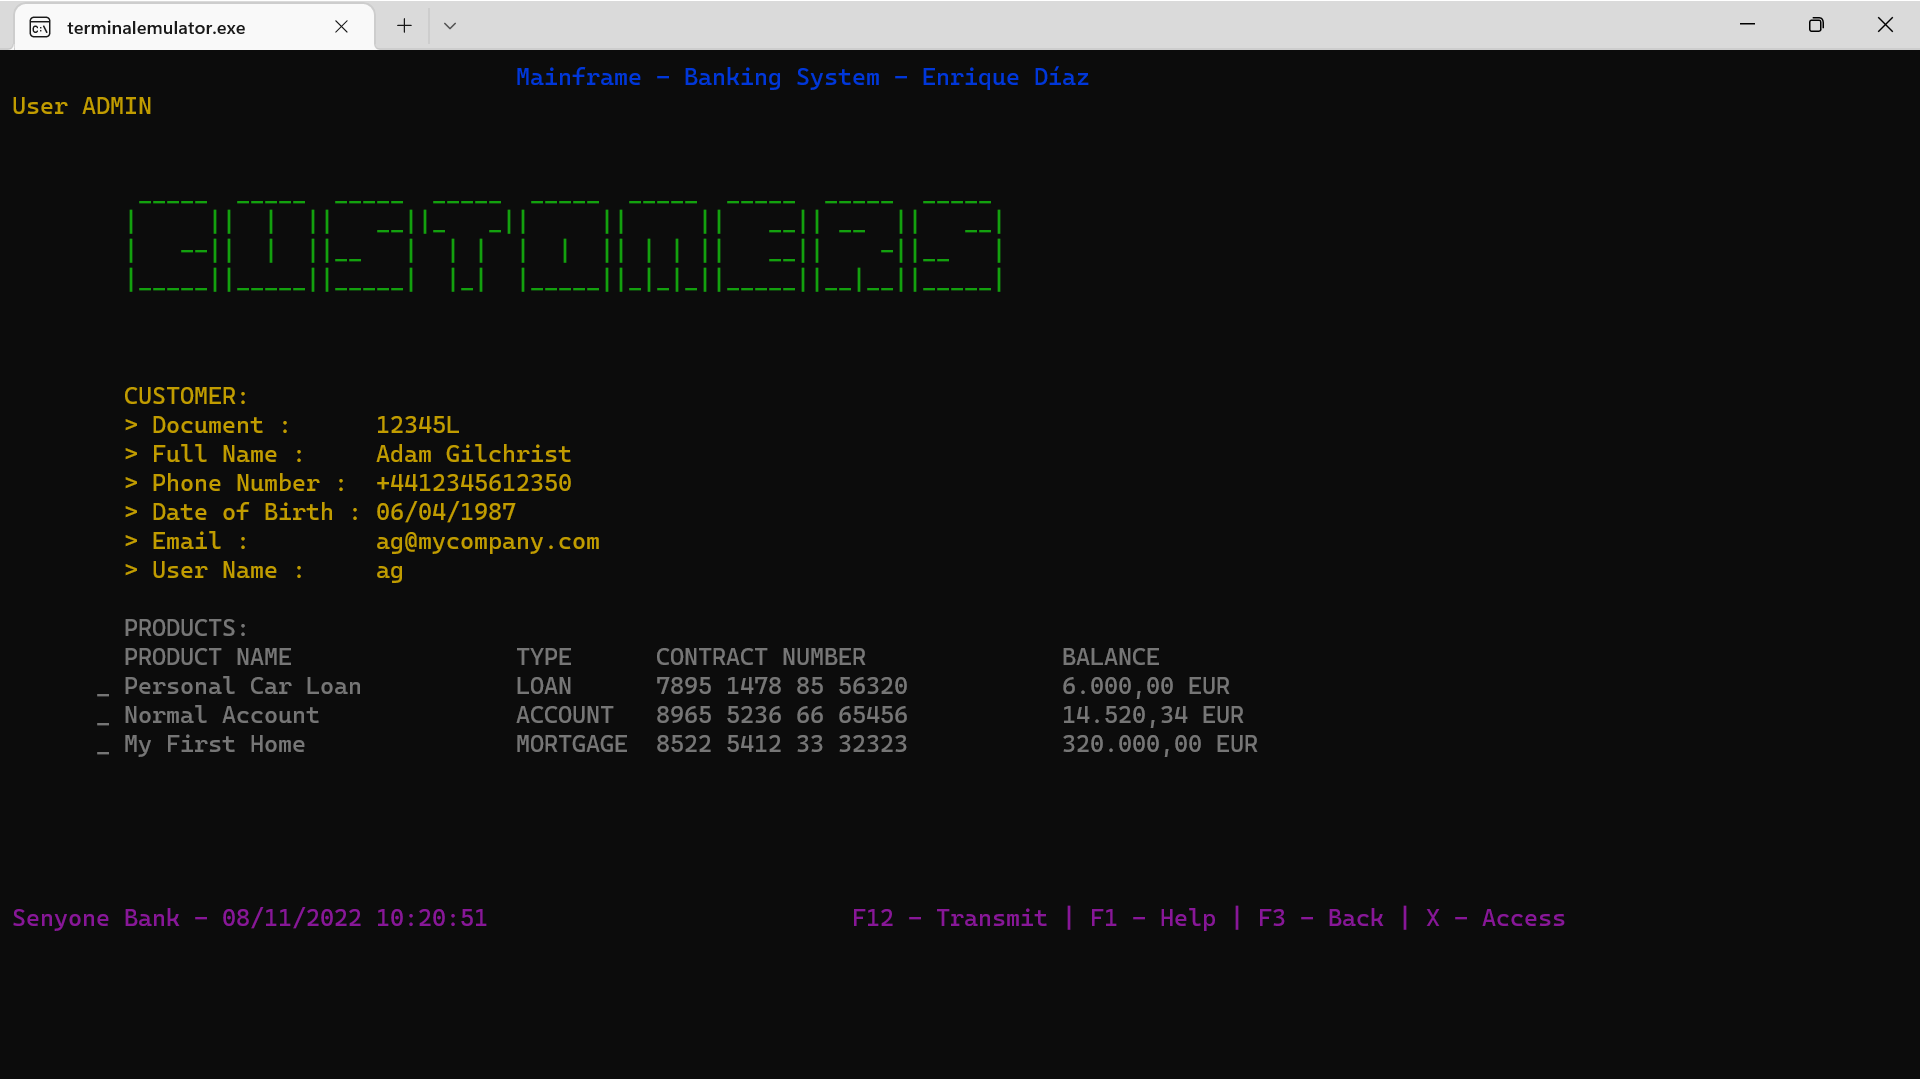 terminalemulator.exe
Mainframe - Banking System - Enrique Díaz
User ADMIN
CUSTOMERS
CUSTOMER:
> Document : 12345L
> Full Name : Adam Gilchrist
> Phone Number : +4412345612350
> Date of Birth : 06/04/1987
> Email : ag@mycompany.com
> User Name : ag
PRODUCTS:
PRODUCT NAME TYPE CONTRACT NUMBER BALANCE
_ Personal Car Loan LOAN 7895 1478 85 56320 6.000,00 EUR
_ Normal Account ACCOUNT 8965 5236 66 65456 14.520,34 EUR
_ My First Home MORTGAGE 8522 5412 33 32323 320.000,00 EUR
Senyone Bank - 08/11/2022 10:20:51 F12 - Transmit | F1 - Help | F3 - Back | X - Access